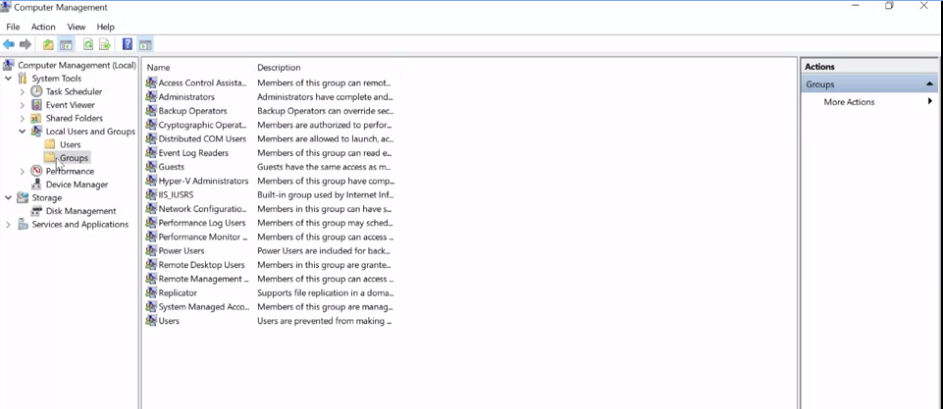 Computer Management
File Action View Help
Computer Management (Local)
System Tools
Task Scheduler
Event Viewer
Shared Folders
Local Users and Groups
Users
Groups
Performance
Device Manager
Storage
Disk Management
Services and Applications
Name Description
Access Control Assista... Members of this group can remot...
Administrators Administrators have complete and...
Backup Operators Backup Operators can override sec...
Cryptographic Operat... Members are authorized to perfor...
Distributed COM Users Members are allowed to launch, ac...
Event Log Readers Members of this group can read e...
Guests Guests have the same access as m...
Hyper-V Administrators Members of this group have comp...
IIS_IUSRS Built-in group used by Internet Inf...
Network Configuratio... Members in this group can have s...
Performance Log Users Members of this group may sched...
Performance Monitor ... Members of this group can access ...
Power Users Power Users are included for back...
Remote Desktop Users Members in this group are grante...
Remote Management ... Members of this group can access ...
Replicator Supports file replication in a doma...
System Managed Acco... Members of this group are manag...
Users Users are prevented from making ...
Actions
Groups
More Actions